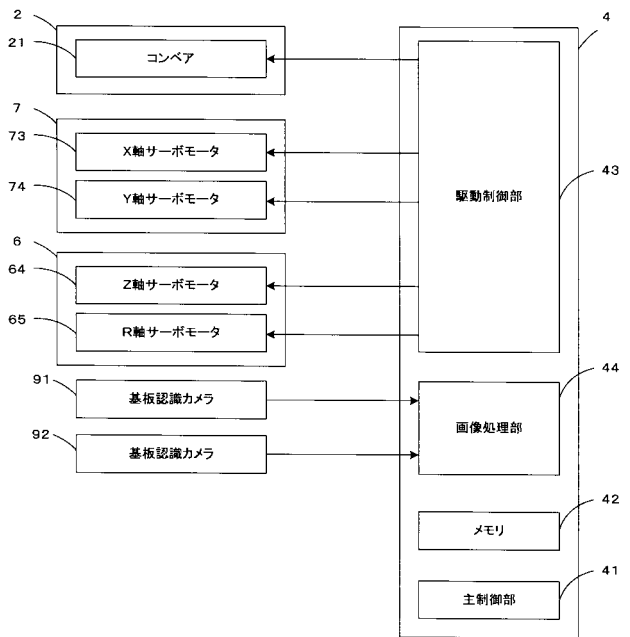 2
4
21
コンベア
7
73
X軸サーボモータ
43
74
Y軸サーボモータ
駆動制御部
6
64
Z軸サーボモータ
65
R軸サーボモータ
91
基板認識カメラ
44
92
基板認識カメラ
画像処理部
42
メモリ
41
主制御部